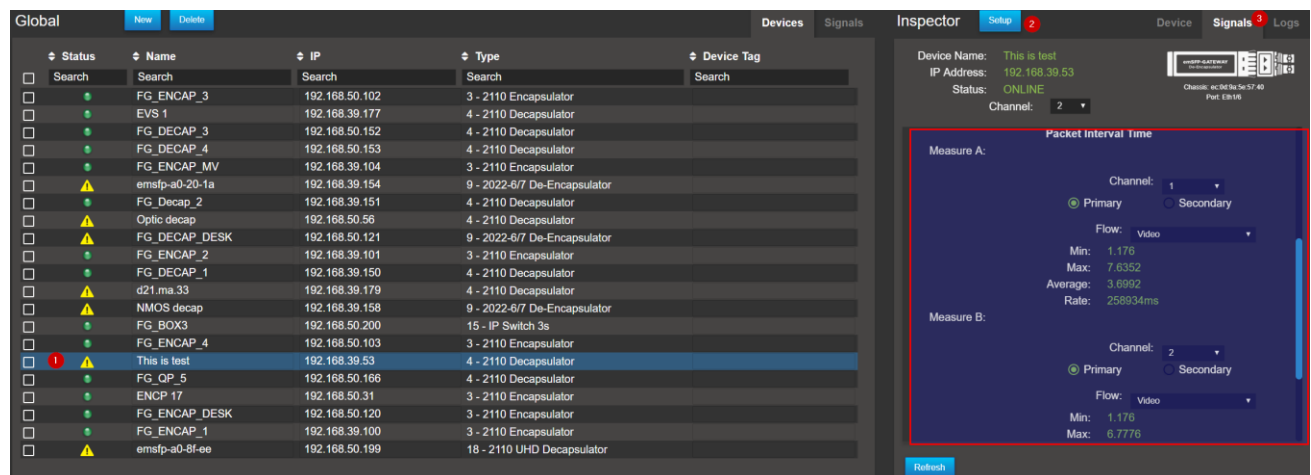 Global New Delete Devices Signals
Status Name IP Type Device Tag
Search Search Search Search Search
FG_ENCAP_3 192.168.50.102 3 - 2110 Encapsulator
EVS 1 192.168.39.177 4 - 2110 Decapsulator
FG_DECAP_3 192.168.50.152 4 - 2110 Decapsulator
FG_DECAP_4 192.168.50.153 4 - 2110 Decapsulator
FG_ENCAP_MV 192.168.39.104 3 - 2110 Encapsulator
emsfp-a0-20-1a 192.168.39.154 9 - 2022-6/7 De-Encapsulator
FG_Decap_2 192.168.39.151 4 - 2110 Decapsulator
Optic decap 192.168.50.56 4 - 2110 Decapsulator
FG_DECAP_DESK 192.168.50.121 9 - 2022-6/7 De-Encapsulator
FG_ENCAP_2 192.168.39.101 3 - 2110 Encapsulator
FG_DECAP_1 192.168.39.150 4 - 2110 Decapsulator
d21.ma.33 192.168.39.179 4 - 2110 Decapsulator
NMOS decap 192.168.39.158 9 - 2022-6/7 De-Encapsulator
FG_BOX3 192.168.50.200 15 - IP Switch 3s
FG_ENCAP_4 192.168.50.103 3 - 2110 Encapsulator
1 This is test 192.168.39.53 4 - 2110 Decapsulator
FG_QP_5 192.168.50.166 4 - 2110 Decapsulator
ENCP 17 192.168.50.31 3 - 2110 Encapsulator
FG_ENCAP_DESK 192.168.50.120 3 - 2110 Encapsulator
FG_ENCAP_1 192.168.39.100 3 - 2110 Encapsulator
emsfp-a0-8f-ee 192.168.50.199 18 - 2110 UHD Decapsulator
Inspector Setup 2 Device Signals 3 Logs
Device Name: This is test
IP Address: 192.168.39.53
Status: ONLINE
Channel: 2
emSFP-GATEWAY
Chassis: ec:9d:9a:5e:57:40
Port: Eth1/6
Packet Interval Time
Measure A:
Channel: 1
Primary Secondary
Flow: Video
Min: 1.176
Max: 7.6352
Average: 3.6992
Rate: 258934ms
Measure B:
Channel: 2
Primary Secondary
Flow: Video
Min: 1.176
Max: 6.7776
Refresh